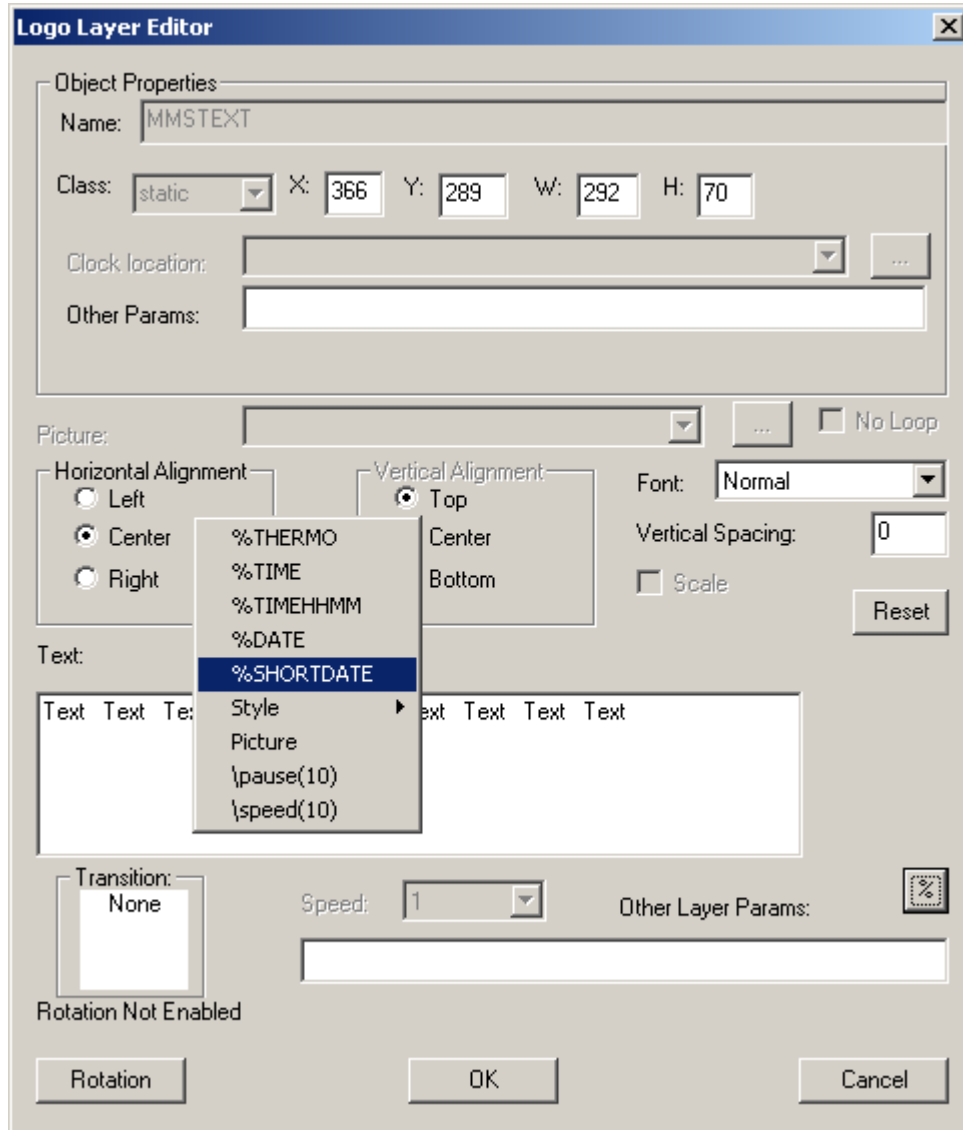 Logo Layer Editor
Object Properties
Name: MMSTEXT
Class: static X: 366 Y: 289 W: 292 H: 70
Clock location: ...
Other Params:
Picture: ... No Loop
Horizontal Alignment
Left
Center
Right
Vertical Alignment
Top
Center
Bottom
Font: Normal
Vertical Spacing: 0
Scale
Reset
%THERMO
%TIME
%TIMEHHMM
%DATE
%SHORTDATE
Style
Picture
\pause(10)
\speed(10)
Text:
Text Text Text Text Text
Transition:
None
Speed: 1
Other Layer Params:
%
Rotation Not Enabled
Rotation OK Cancel